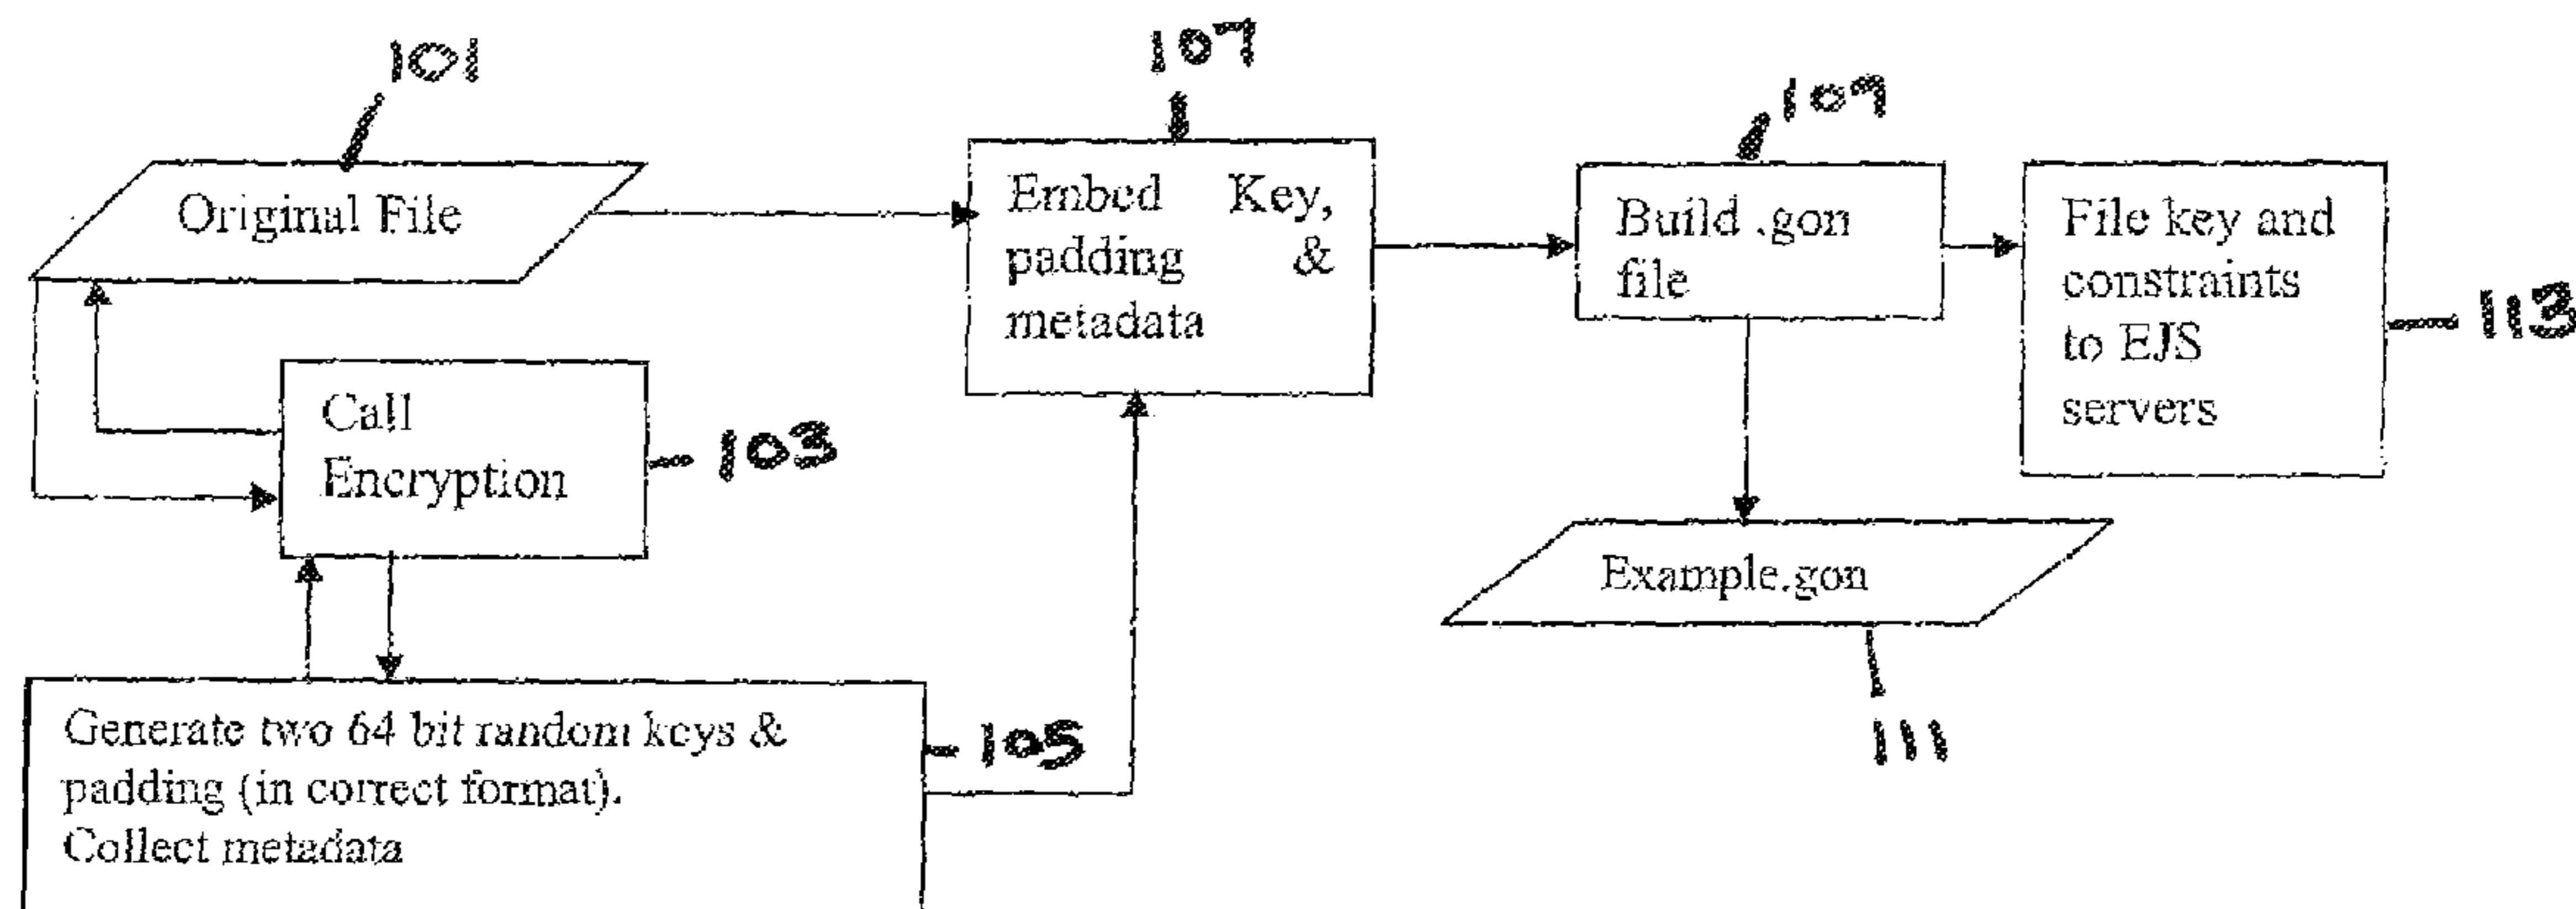 101
107
109
Original File
Embed Key,
padding &
metadata
Build .gon
file
File key and
constraints
to EJS
servers
113
Call
Encryption
103
Example.gon
111
Generate two 64 bit random keys &
padding (in correct format).
Collect metadata
105